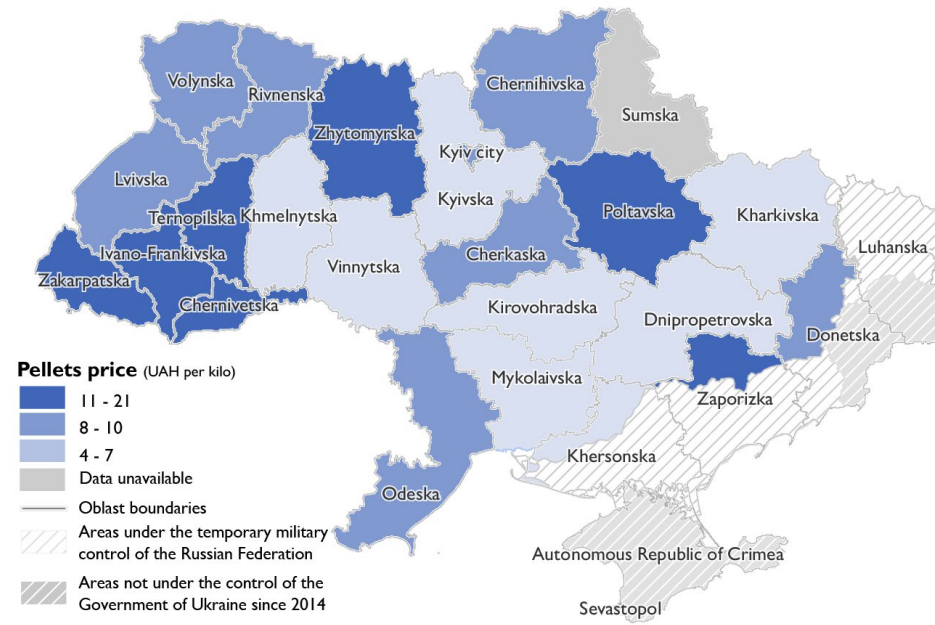 Volynska
Rivnenska
Zhytomyrska
Chernihivska
Sumska
Kyiv city
Kyivska
Lvivska
Ternopilska
Khmelnytska
Poltavska
Kharkivska
Luhanska
Ivano-Frankivska
Vinnytska
Cherkaska
Zakarpatska
Chernivetska
Kirovohradska
Dnipropetrovska
Donetska
Mykolaivska
Zaporizka
Khersonska
Odeska
Autonomous Republic of Crimea
Sevastopol
Pellets price (UAH per kilo)
11 - 21
8 - 10
4 - 7
Data unavailable
Oblast boundaries
Areas under the temporary military
control of the Russian Federation
Areas not under the control of the
Government of Ukraine since 2014